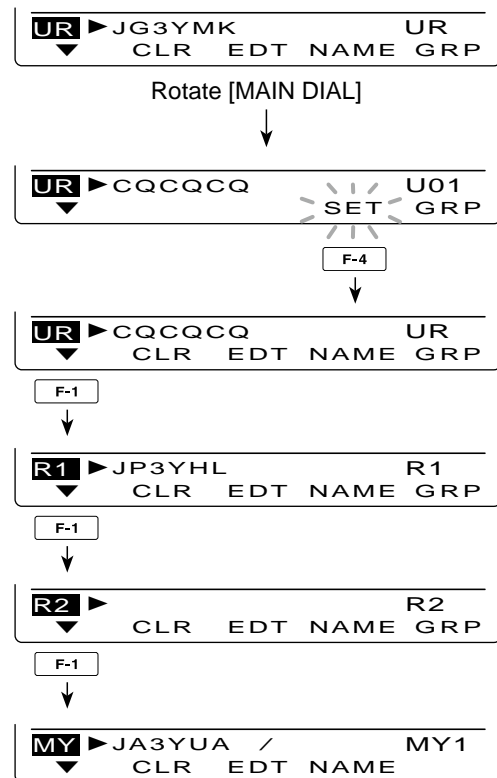 UR ►JG3YMK UR
▼ CLR EDT NAME GRP
Rotate [MAIN DIAL]
UR ►CQCQCQ U01
▼ SET GRP
F-4
UR ►CQCQCQ UR
▼ CLR EDT NAME GRP
F-1
R1 ►JP3YHL R1
▼ CLR EDT NAME GRP
F-1
R2 ► R2
▼ CLR EDT NAME GRP
F-1
MY ►JA3YUA / MY1
▼ CLR EDT NAME